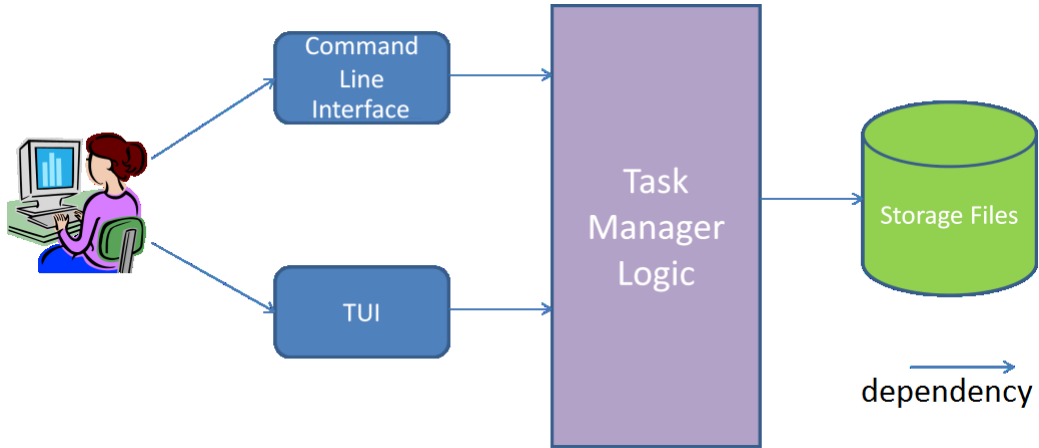 Command
Line
Interface
Task
Manager
Logic
Storage Files
TUI
dependency